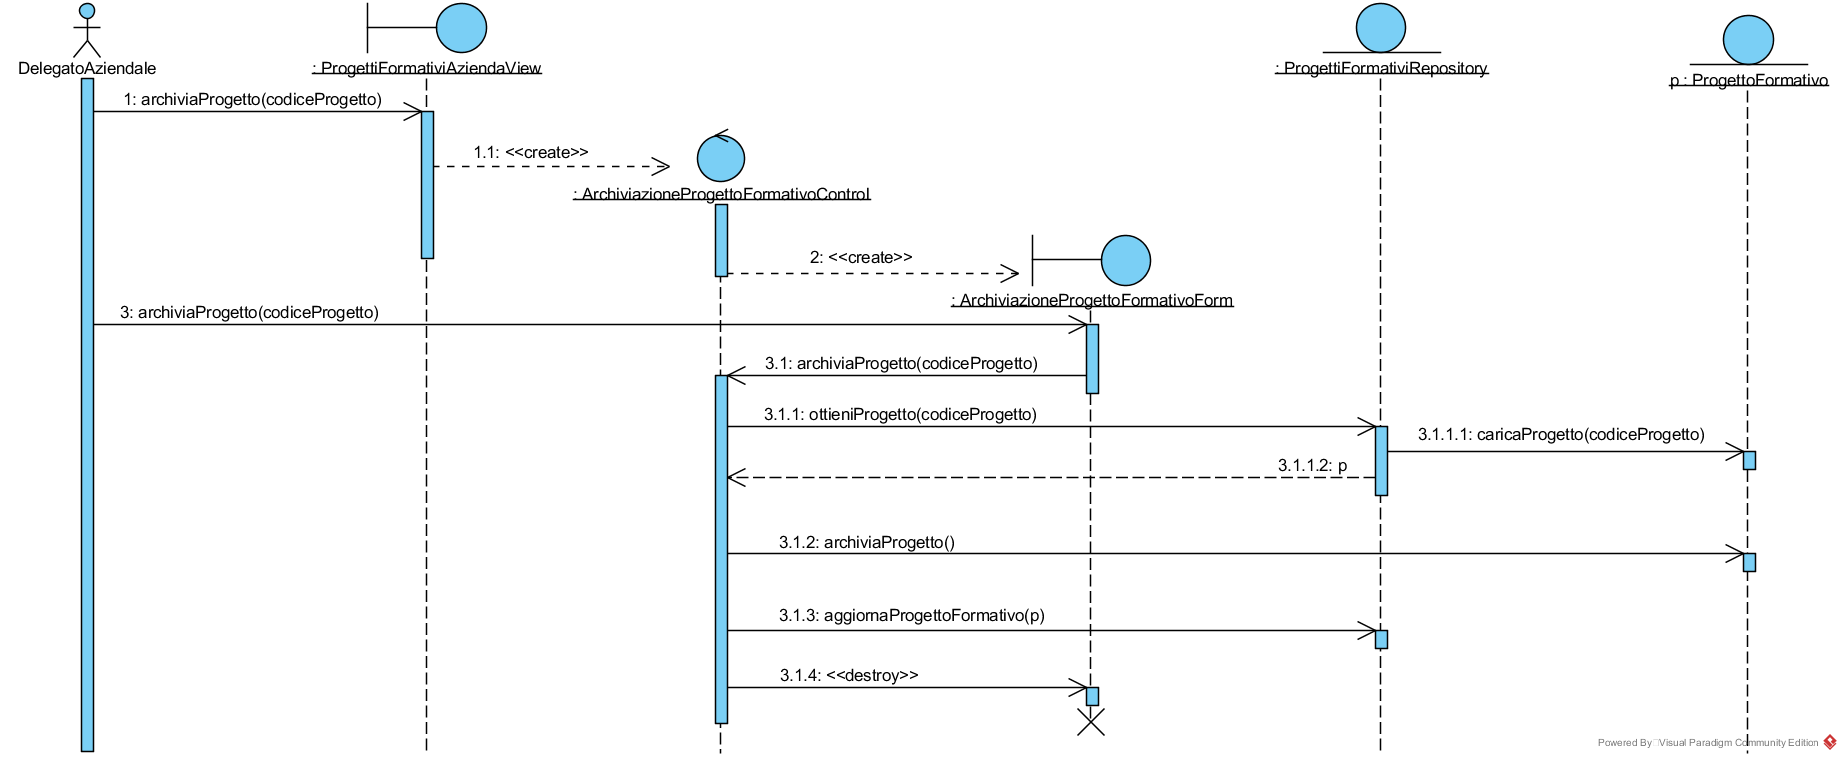 DelegatoAziendale
: ProgettiFormativiAziendaView
: ProgettiFormativiRepository
p : ProgettoFormativo
1: archiviaProgetto(codiceProgetto)
1.1: <<create>>
: ArchiviazioneProgettoFormativoControl
2: <<create>>
: ArchiviazioneProgettoFormativoForm
3: archiviaProgetto(codiceProgetto)
3.1: archiviaProgetto(codiceProgetto)
3.1.1: ottieniProgetto(codiceProgetto)
3.1.1.1: caricaProgetto(codiceProgetto)
3.1.1.2: p
3.1.2: archiviaProgetto()
3.1.3: aggiornaProgettoFormativo(p)
3.1.4: <<destroy>>
Powered By Visual Paradigm Community Edition